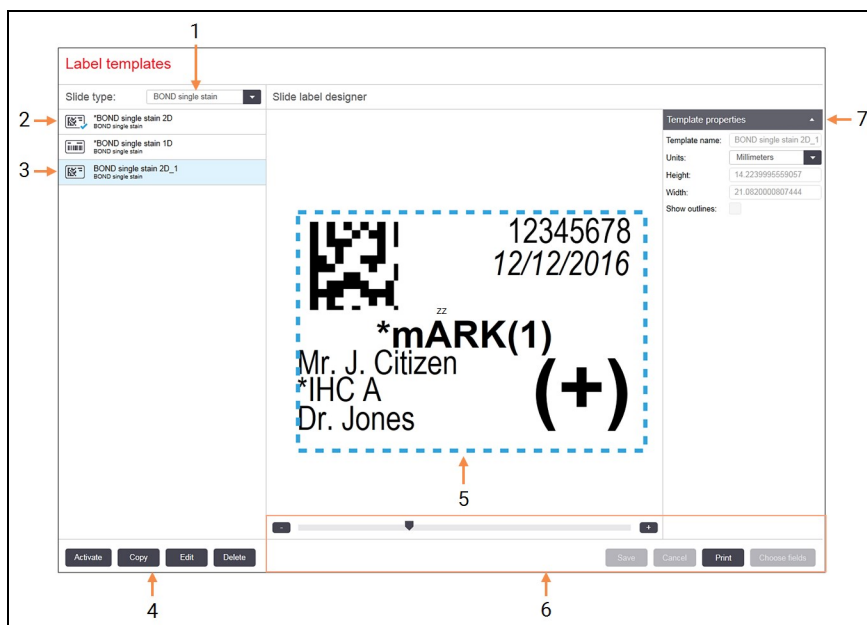 1
Label templates
Slide type: BOND single stain
Slide label designer
2
*BOND single stain 2D
BOND single stain
*BOND single stain 1D
BOND single stain
3
BOND single stain 2D_1
BOND single stain
Template properties
7
Template name: BOND single stain 2D_1
Units: Millimeters
Height: 14.2239995559057
Width: 21.0820000807444
Show outlines:
12345678
12/12/2016
zz
*mARK(1)
Mr. J. Citizen
*IHC A
Dr. Jones
(+)
5
- +
Activate Copy Edit Delete
Save Cancel Print Choose fields
4
6